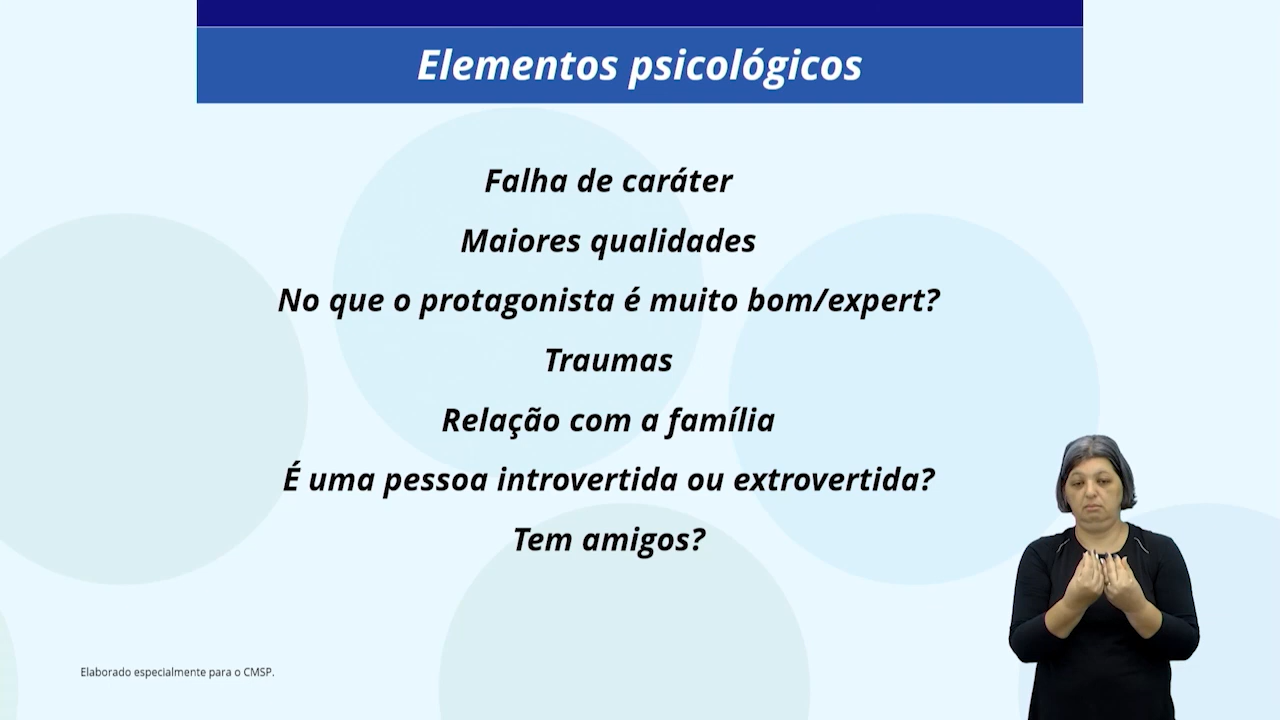 Elementos psicológicos
Falha de caráter
Maiores qualidades
No que o protagonista é muito bom/expert?
Traumas
Relação com a família
É uma pessoa introvertida ou extrovertida?
Tem amigos?
Elaborado especialmente para o CMSP.